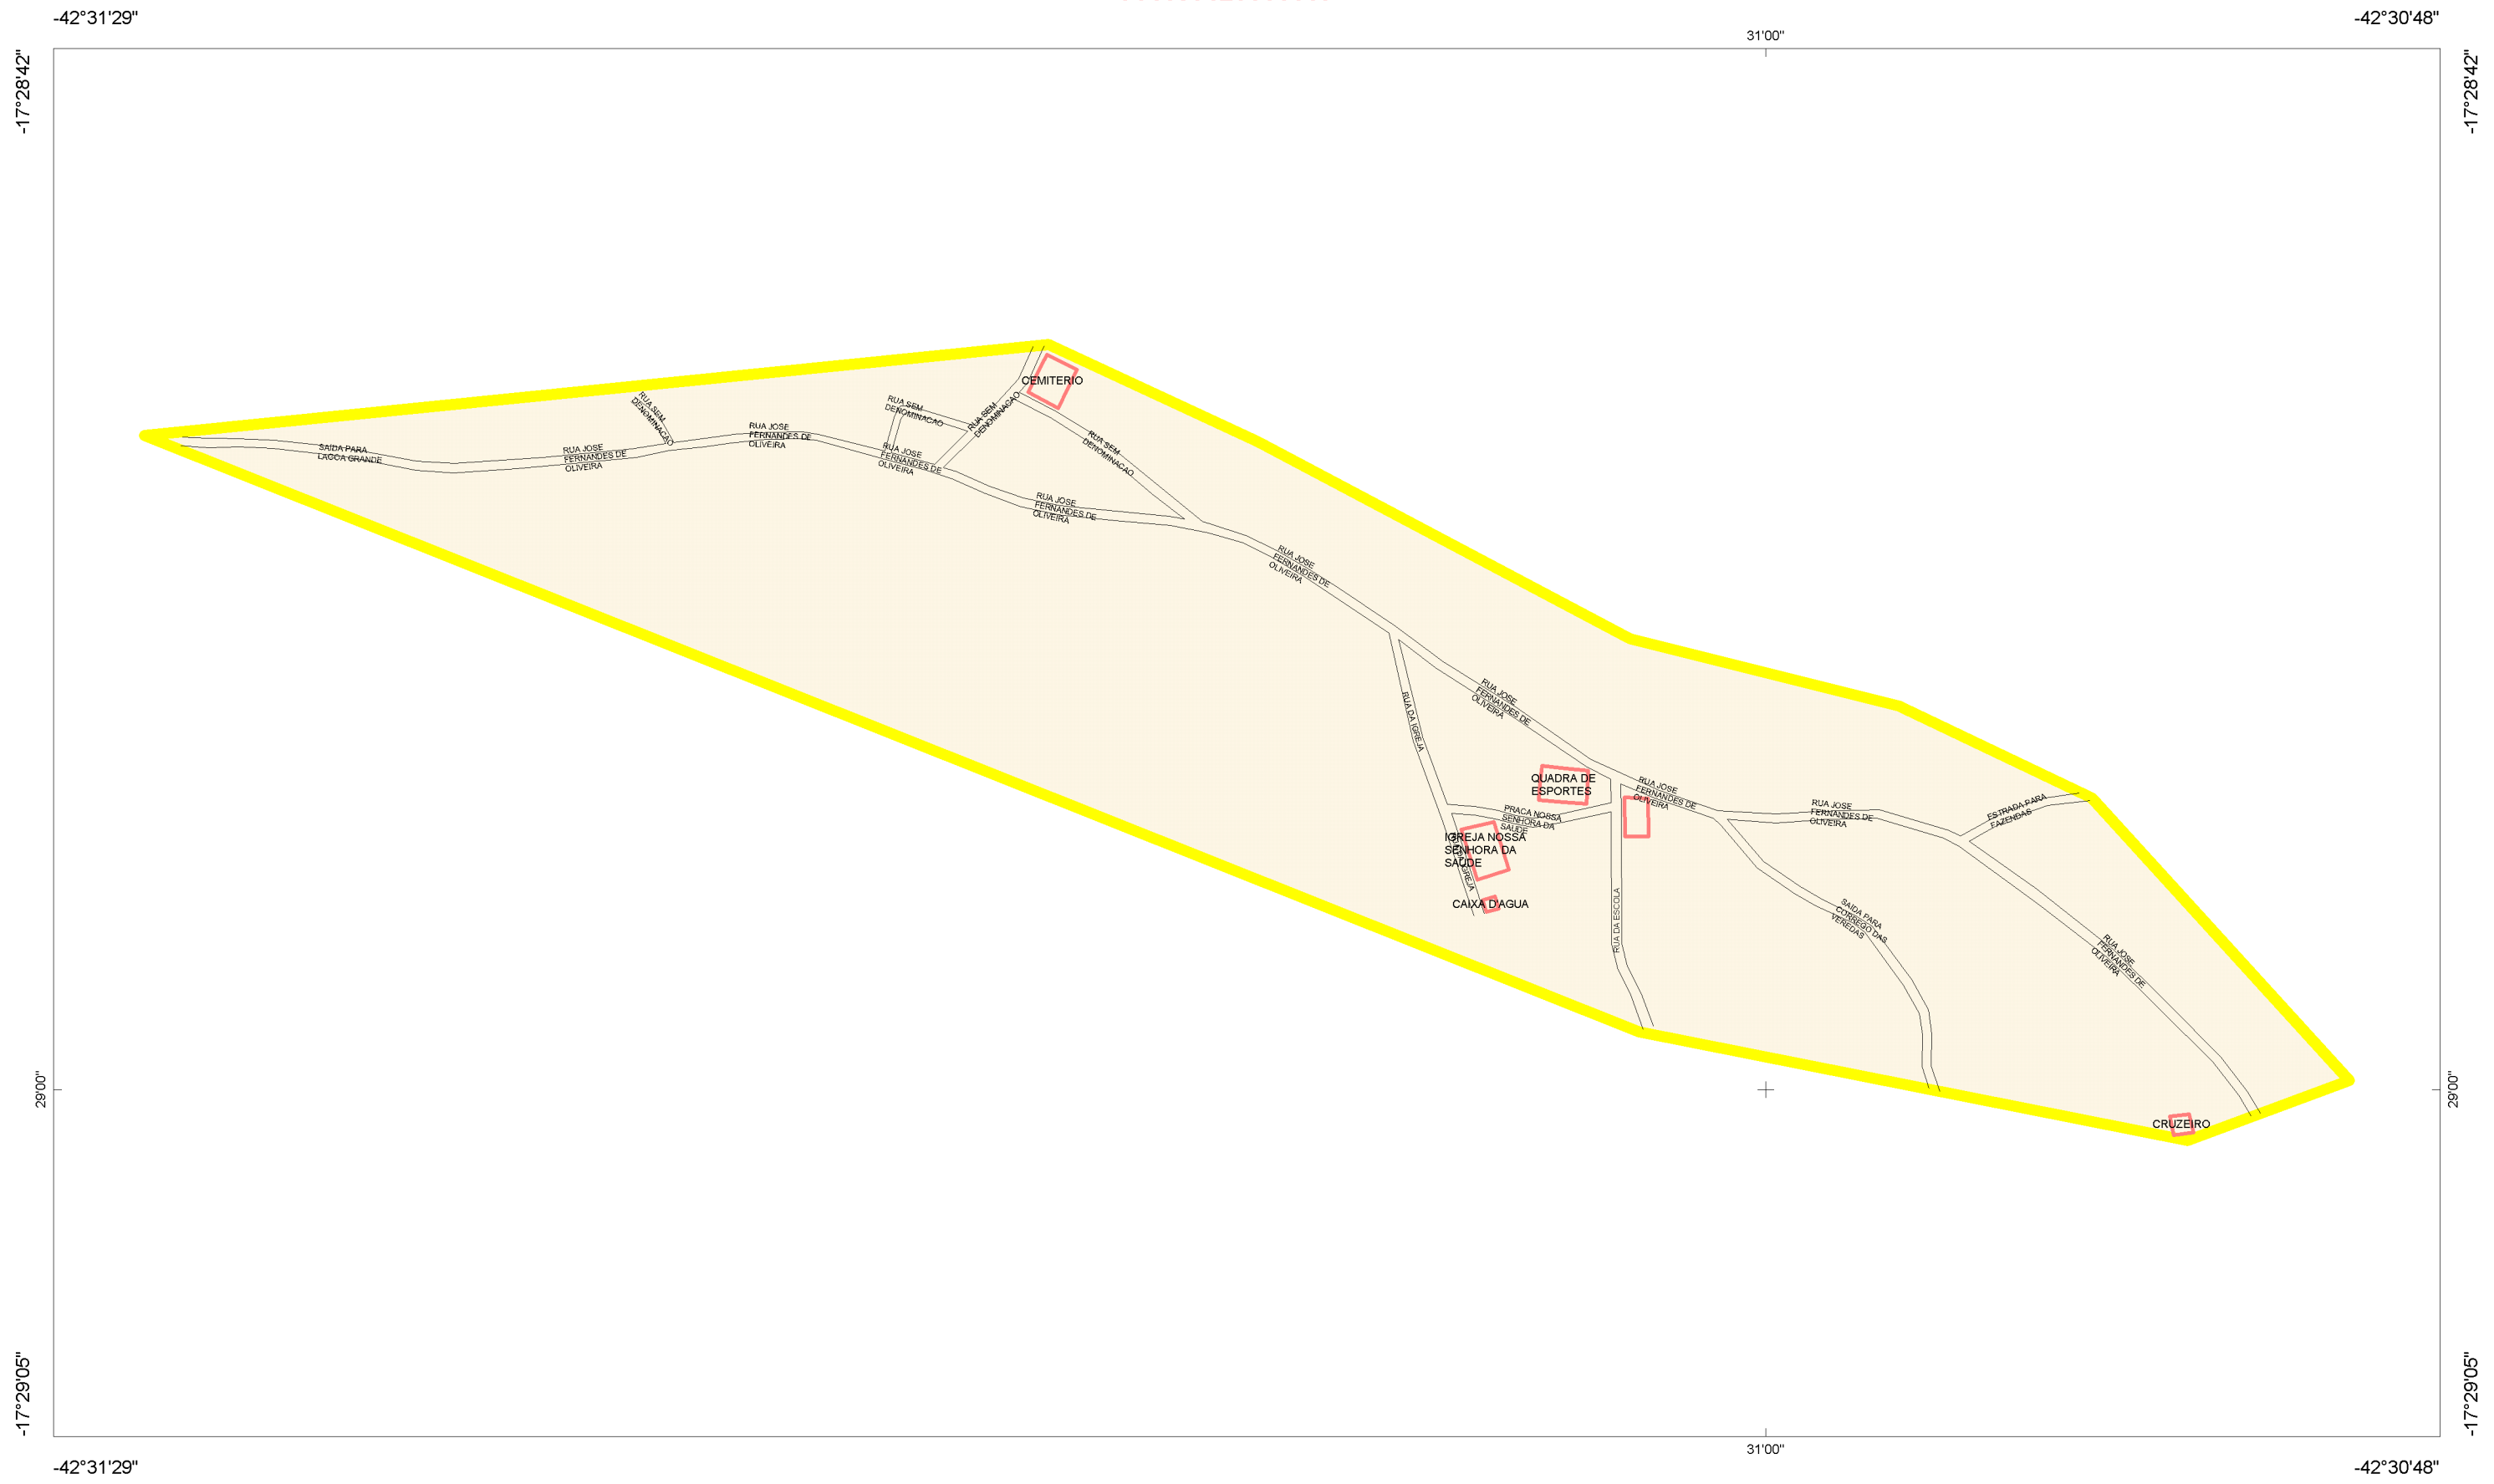 -42°31'29"
-42°30'48"
31'00"
-17°28'42"
-17°28'42"
CEMITERIO
RUA SEM
DENOMINACAO
RUA SEM
DENOMINACAO
RUA SEM
DENOMINACAO
RUA SEM
DENOMINACAO
SAIDA PARA
LAGOA GRANDE
RUA JOSE
FERNANDES DE
OLIVEIRA
RUA JOSE
FERNANDES DE
OLIVEIRA
RUA JOSE
FERNANDES DE
OLIVEIRA
RUA JOSE
FERNANDES DE
OLIVEIRA
RUA JOSE
FERNANDES DE
OLIVEIRA
RUA JOSE
FERNANDES DE
OLIVEIRA
RUA DA IGREJA
QUADRA DE
ESPORTES
RUA JOSE
FERNANDES DE
OLIVEIRA
RUA JOSE
FERNANDES DE
OLIVEIRA
ESTRADA PARA
FAZENDAS
PRACA NOSSA
SENHORA DA
SAUDE
IGREJA NOSSA
SENHORA DA
SAUDE
RUA DA IGREJA
CAIXA D'AGUA
RUA DA ESCOLA
SAIDA PARA
CORREGO DAS
VEREDAS
RUA JOSE
FERNANDES DE
OLIVEIRA
29'00"
29'00"
CRUZEIRO
-17°29'05"
-17°29'05"
31'00"
-42°31'29"
-42°30'48"